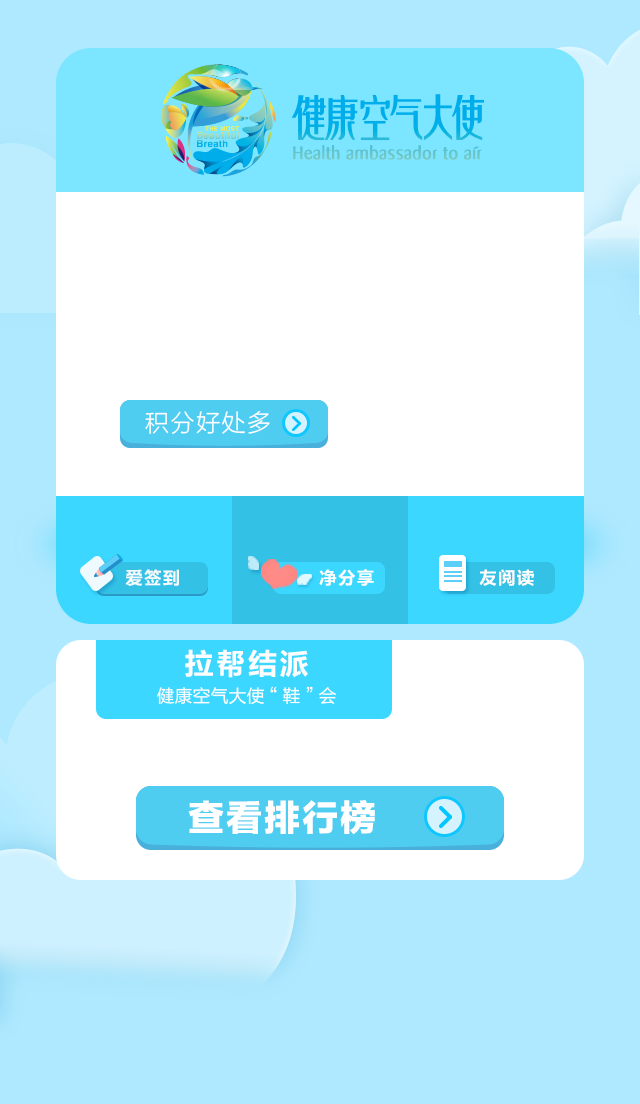 THE BEST
Breath
健康空气大使
Health ambassador to air
积分好处多
爱签到
净分享
友阅读
拉帮结派
健康空气大使“鞋”会
查看排行榜